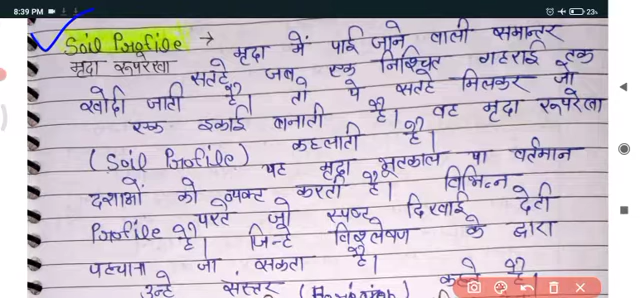 8:39 PM
23%
Soil Profile → मृदा में पाई जाने वाली समान्तर
मृदा रूपरेखा सतहे जब एक निश्चित गहराई तक
खोदी जाती है। तो ये सतहे मिलकर जो
एक इकाई बनाती है। वह मृदा रूपरेखा
(Soil Profile) कहलाती है।
यह मृदा भूतकाल या वर्तमान
दशाओं को व्यक्त करती है। विभिन्न
Profile परते जो स्पष्ट दिखाई देती
है। जिन्हे विश्लेषण के द्वारा
पहचाना जा सकता है।
उन्हे संस्तर कहते है।